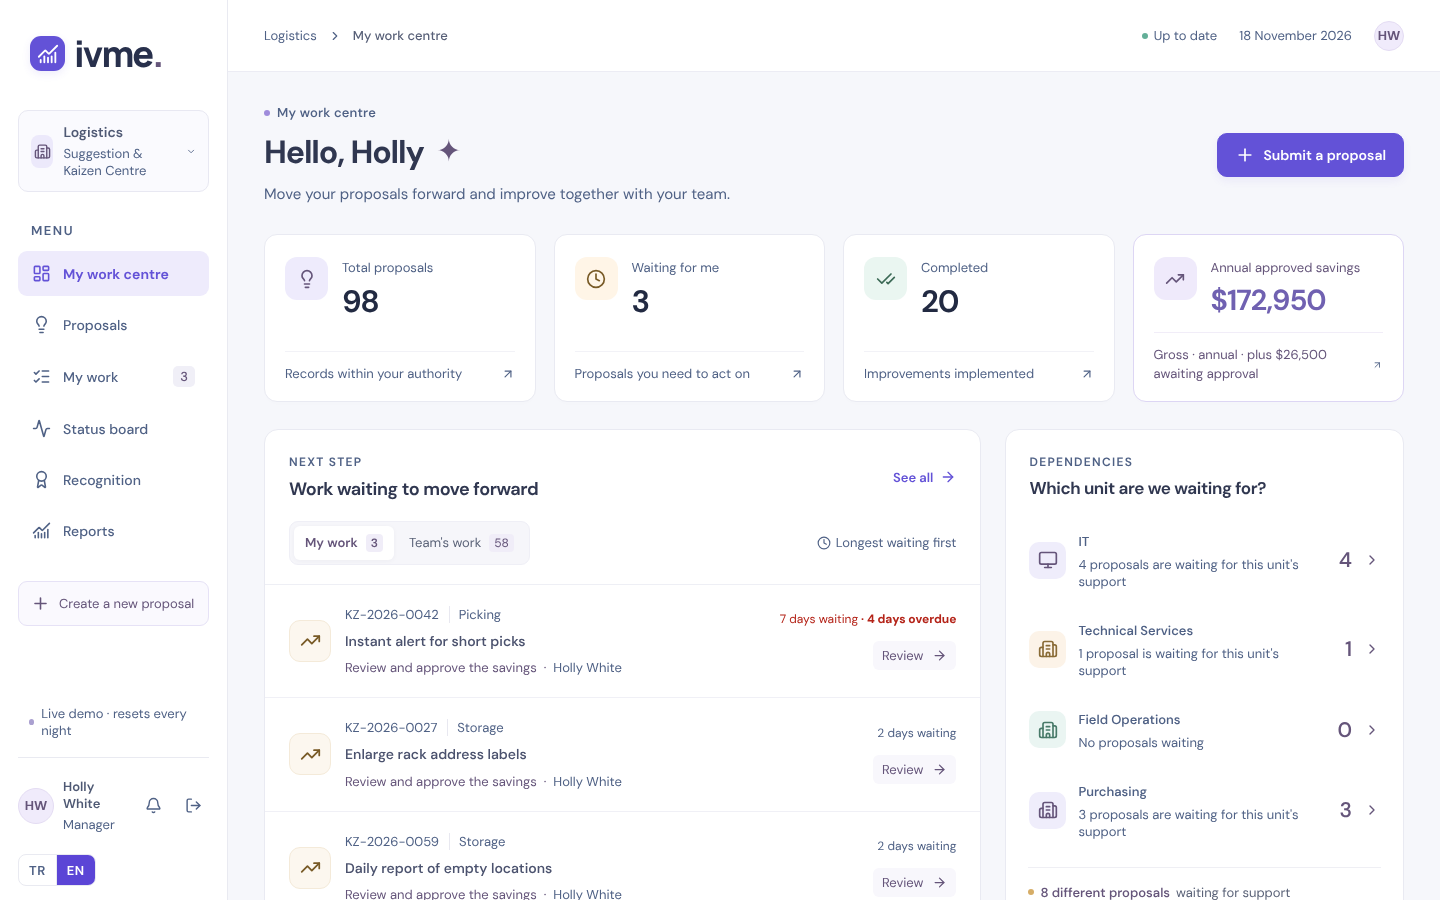 ivme.
Logistics
Suggestion &
Kaizen Centre
MENU
My work centre
Proposals
My work 3
Status board
Recognition
Reports
Create a new proposal
Live demo · resets every
night
HW
Holly
White
Manager
TR EN
Logistics > My work centre
Up to date 18 November 2026 HW
My work centre
Hello, Holly
Move your proposals forward and improve together with your team.
Submit a proposal
Total proposals
98
Records within your authority
Waiting for me
3
Proposals you need to act on
Completed
20
Improvements implemented
Annual approved savings
$172,950
Gross · annual · plus $26,500
awaiting approval
NEXT STEP
Work waiting to move forward
See all
My work 3 Team's work 58
Longest waiting first
KZ-2026-0042 Picking
Instant alert for short picks
Review and approve the savings · Holly White
7 days waiting · 4 days overdue
Review
KZ-2026-0027 Storage
Enlarge rack address labels
Review and approve the savings · Holly White
2 days waiting
Review
KZ-2026-0059 Storage
Daily report of empty locations
Review and approve the savings · Holly White
2 days waiting
Review
DEPENDENCIES
Which unit are we waiting for?
IT
4 proposals are waiting for this unit's
support
4
Technical Services
1 proposal is waiting for this unit's
support
1
Field Operations
No proposals waiting
0
Purchasing
3 proposals are waiting for this unit's
support
3
8 different proposals waiting for support